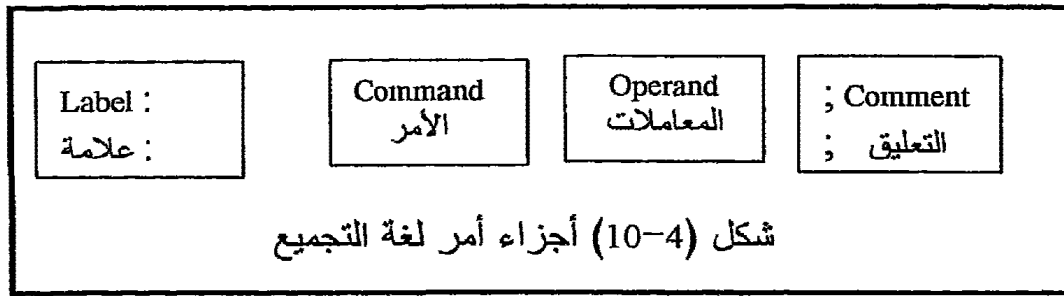 Label :
علامة :
Command
الأمر
Operand
المعاملات
; Comment
التعليق ;
شكل (4-10) أجزاء أمر لغة التجميع